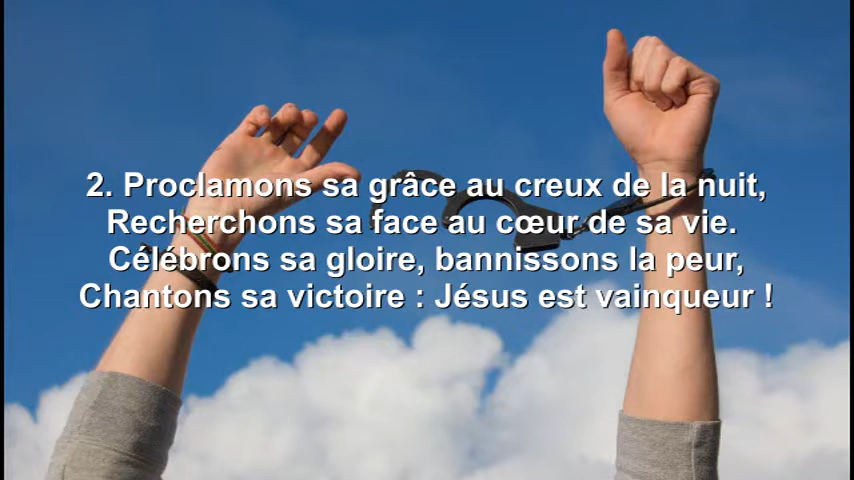 2. Proclamons sa grâce au creux de la nuit,
Recherchons sa face au cœur de sa vie.
Célébrons sa gloire, bannissons la peur,
Chantons sa victoire : Jésus est vainqueur !